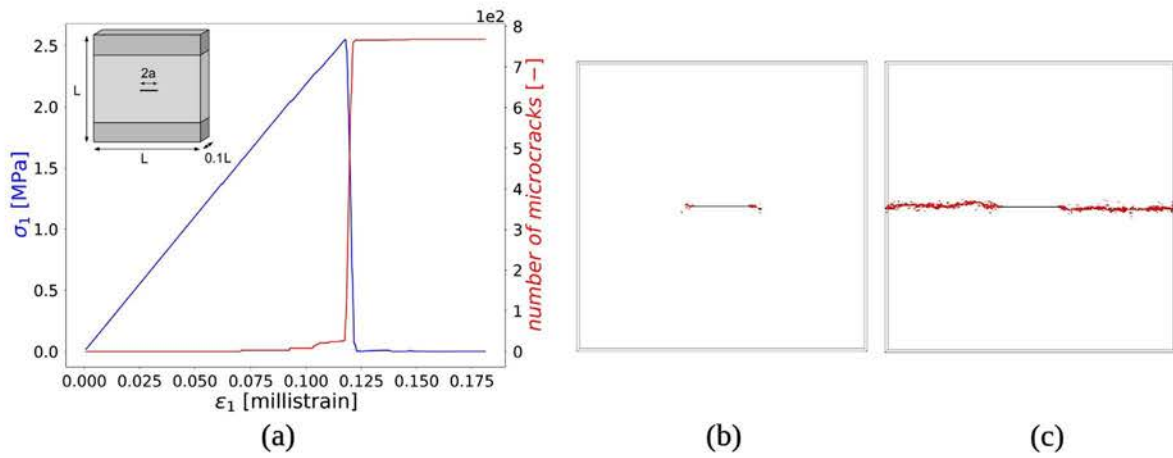 1e2
2.5
2.0
1.5
1.0
0.5
0.0
σ₁ [MPa]
2a
L
L
0.1L
8
7
6
5
4
3
2
1
0
number of microcracks [−]
0.000 0.025 0.050 0.075 0.100 0.125 0.150 0.175
ε₁ [millistrain]
(a) (b) (c)